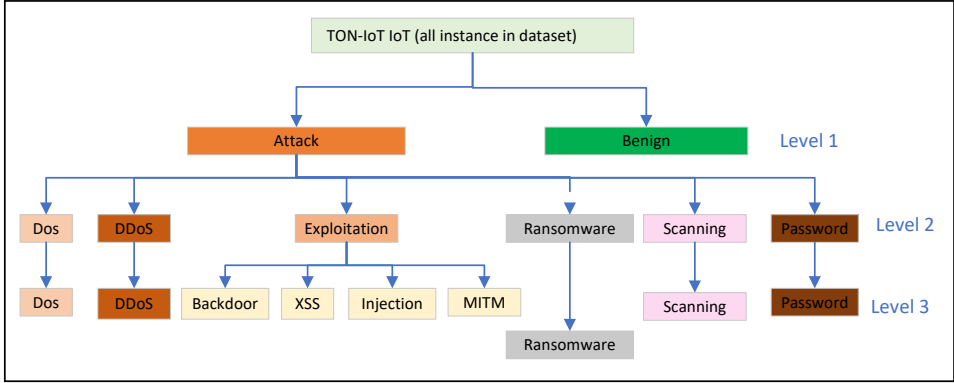 TON-IoT IoT (all instance in dataset)
Attack
Benign
Level 1
Dos
DDoS
Exploitation
Ransomware
Scanning
Password
Level 2
Dos
DDoS
Backdoor
XSS
Injection
MITM
Scanning
Password
Level 3
Ransomware